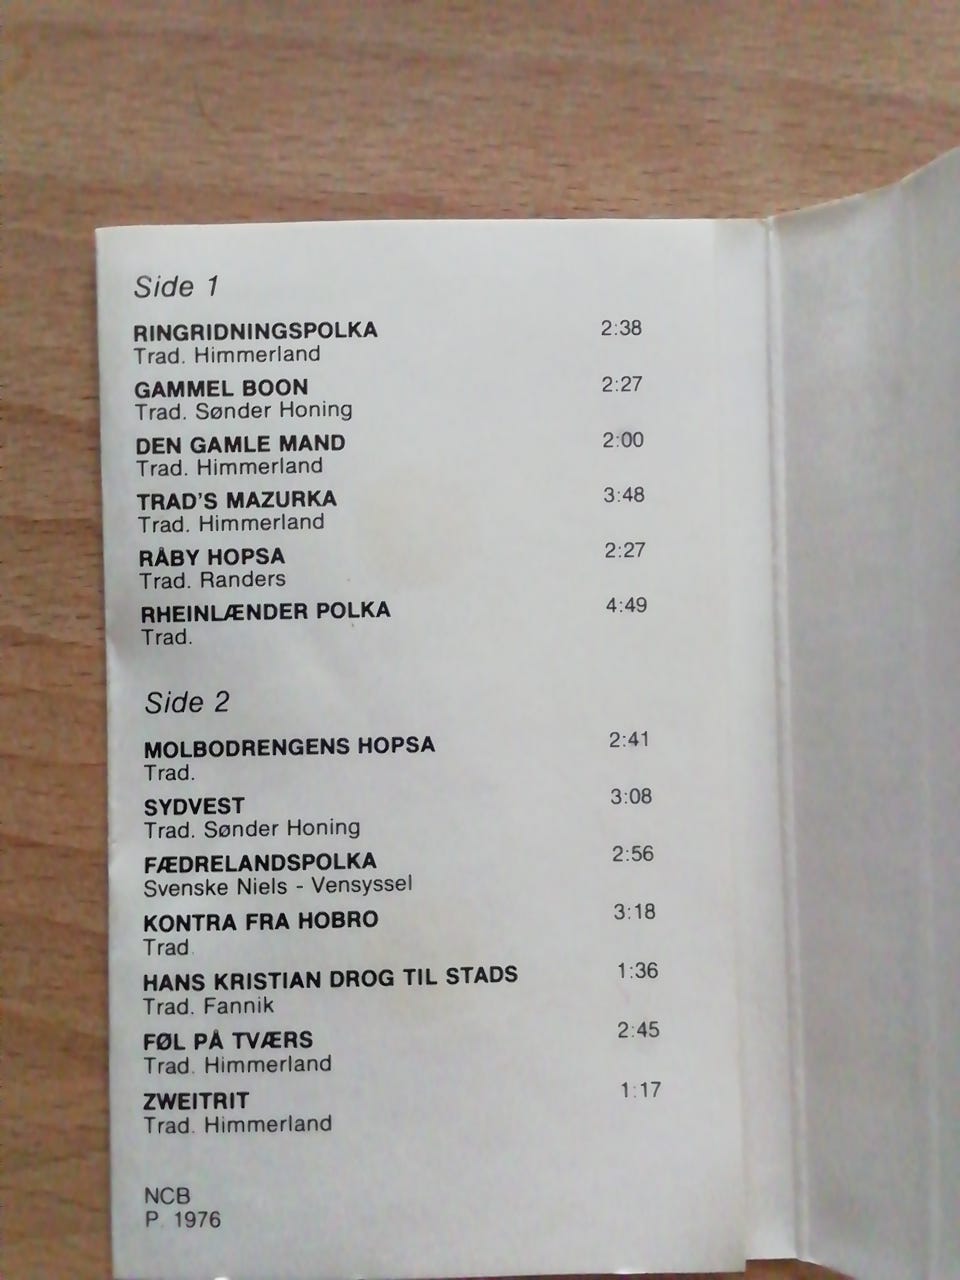 Side 1
RINGRIDNINGSPOLKA 2:38
Trad. Himmerland
GAMMEL BOON 2:27
Trad. Sønder Honing
DEN GAMLE MAND 2:00
Trad. Himmerland
TRAD'S MAZURKA 3:48
Trad. Himmerland
RÅBY HOPSA 2:27
Trad. Randers
RHEINLÆNDER POLKA 4:49
Trad.
Side 2
MOLBODRENGENS HOPSA 2:41
Trad.
SYDVEST 3:08
Trad. Sønder Honing
FÆDRELANDSPOLKA 2:56
Svenske Niels - Vensyssel
KONTRA FRA HOBRO 3:18
Trad.
HANS KRISTIAN DROG TIL STADS 1:36
Trad. Fannik
FØL PÅ TVÆRS 2:45
Trad. Himmerland
ZWEITRIT 1:17
Trad. Himmerland
NCB
P. 1976